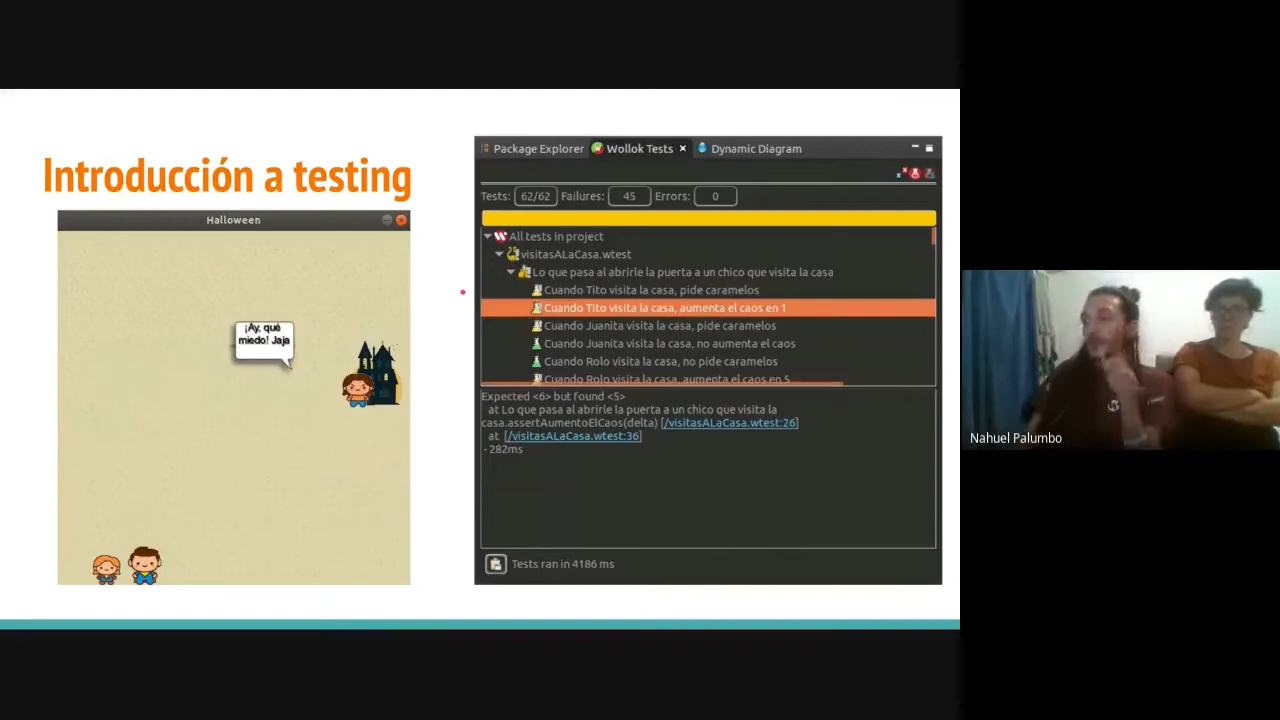 Introducción a testing
Halloween
¡Ay, qué
miedo! Jaja
Package Explorer Wollok Tests Dynamic Diagram
Tests: 62/62 Failures: 45 Errors: 0
All tests in project
visitasALaCasa.wtest
Lo que pasa al abrirle la puerta a un chico que visita la casa
Cuando Tito visita la casa, pide caramelos
Cuando Tito visita la casa, aumenta el caos en 1
Cuando Juanita visita la casa, pide caramelos
Cuando Juanita visita la casa, no aumenta el caos
Cuando Rolo visita la casa, no pide caramelos
Cuando Rolo visita la casa, aumenta el caos en 5
Expected <6> but found <5>
at Lo que pasa al abrirle la puerta a un chico que visita la
casa.assertAumentoElCaos(delta) [/visitasALaCasa.wtest:26]
at [/visitasALaCasa.wtest:36]
- 282ms
Tests ran in 4186 ms
Nahuel Palumbo